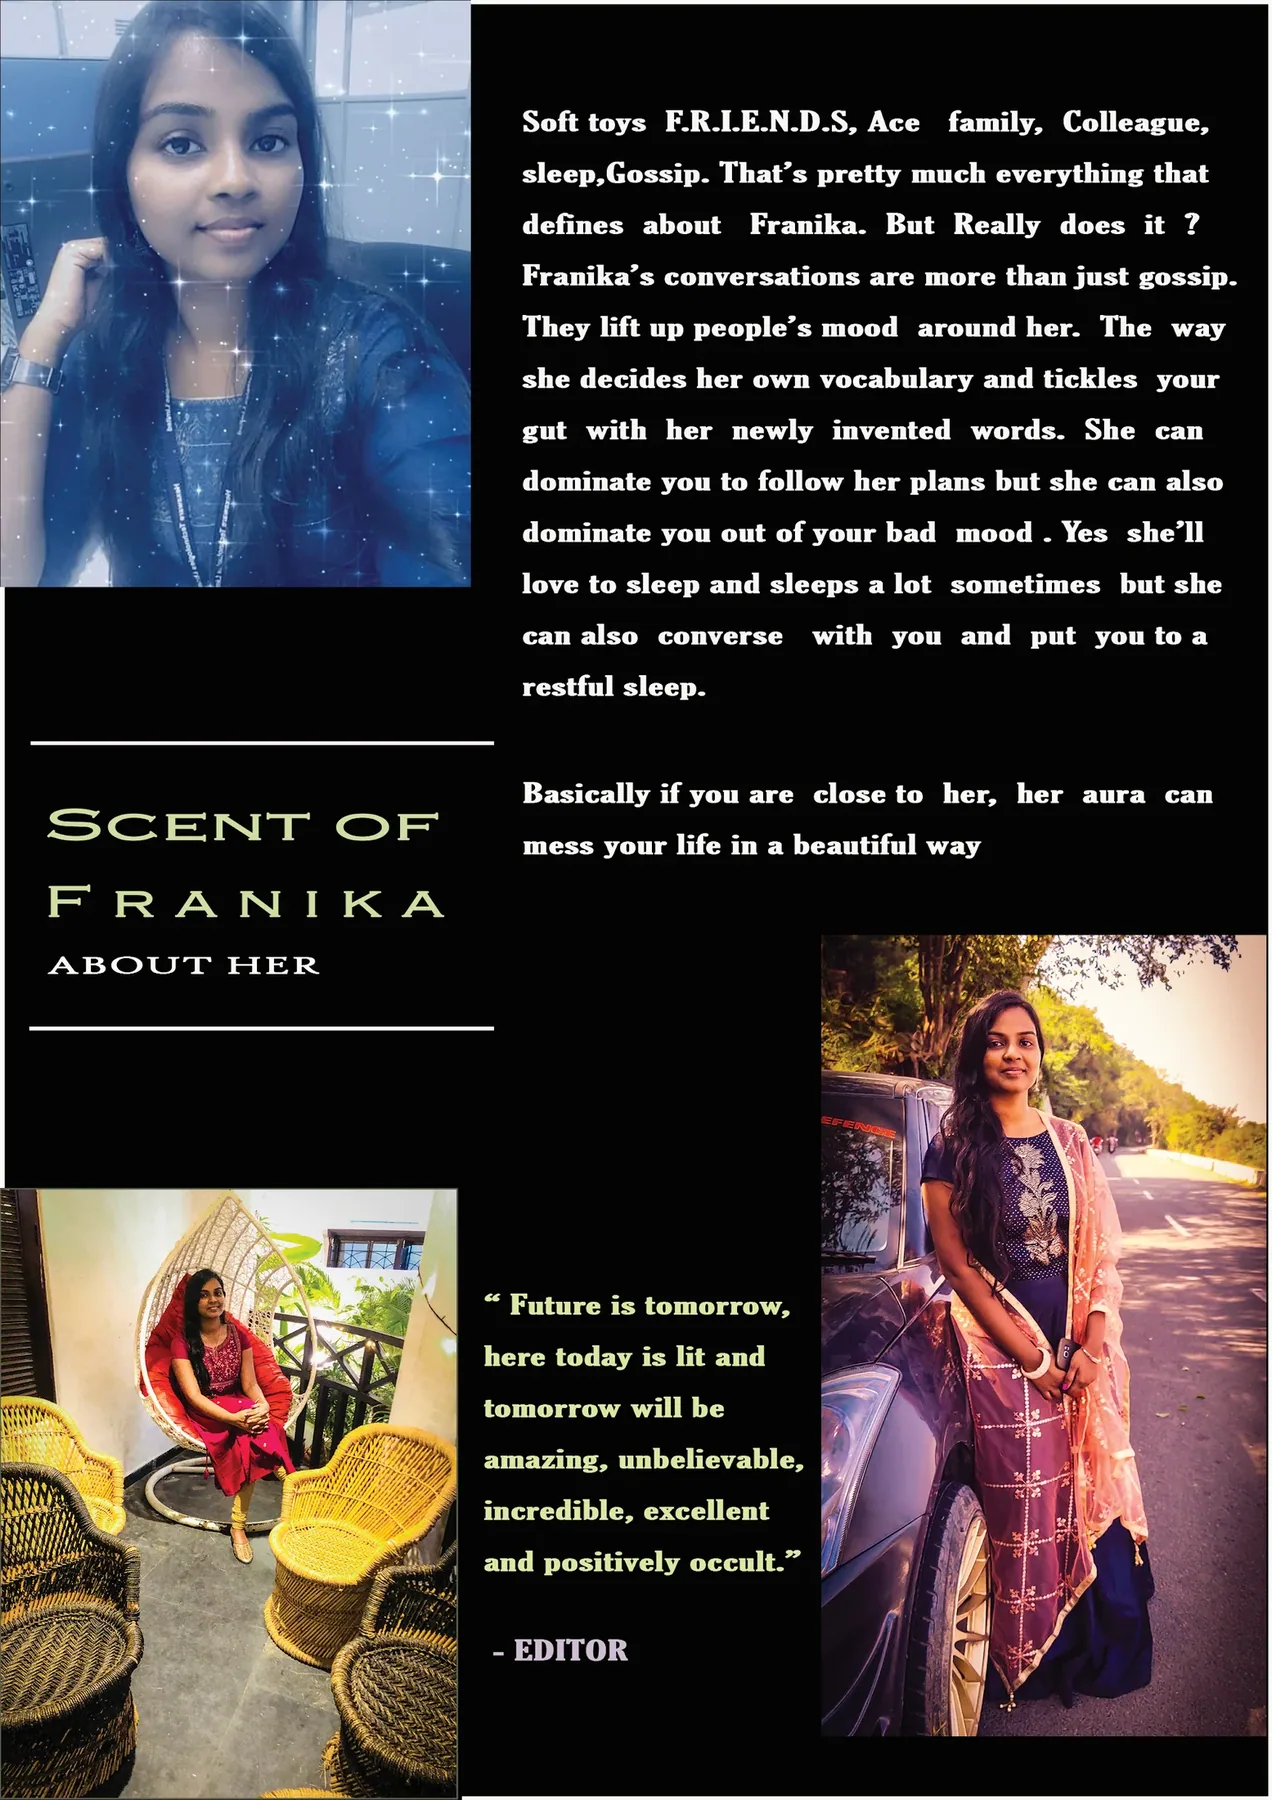 Soft toys F.R.I.E.N.D.S, Ace family, Colleague,
sleep,Gossip. That's pretty much everything that
defines about Franika. But Really does it ?
Franika's conversations are more than just gossip.
They lift up people's mood around her. The way
she decides her own vocabulary and tickles your
gut with her newly invented words. She can
dominate you to follow her plans but she can also
dominate you out of your bad mood . Yes she'll
love to sleep and sleeps a lot sometimes but she
can also converse with you and put you to a
restful sleep.
Basically if you are close to her, her aura can
mess your life in a beautiful way
SCENT OF
FRANIKA
ABOUT HER
EFENCE
“ Future is tomorrow,
here today is lit and
tomorrow will be
amazing, unbelievable,
incredible, excellent
and positively occult.”
- EDITOR